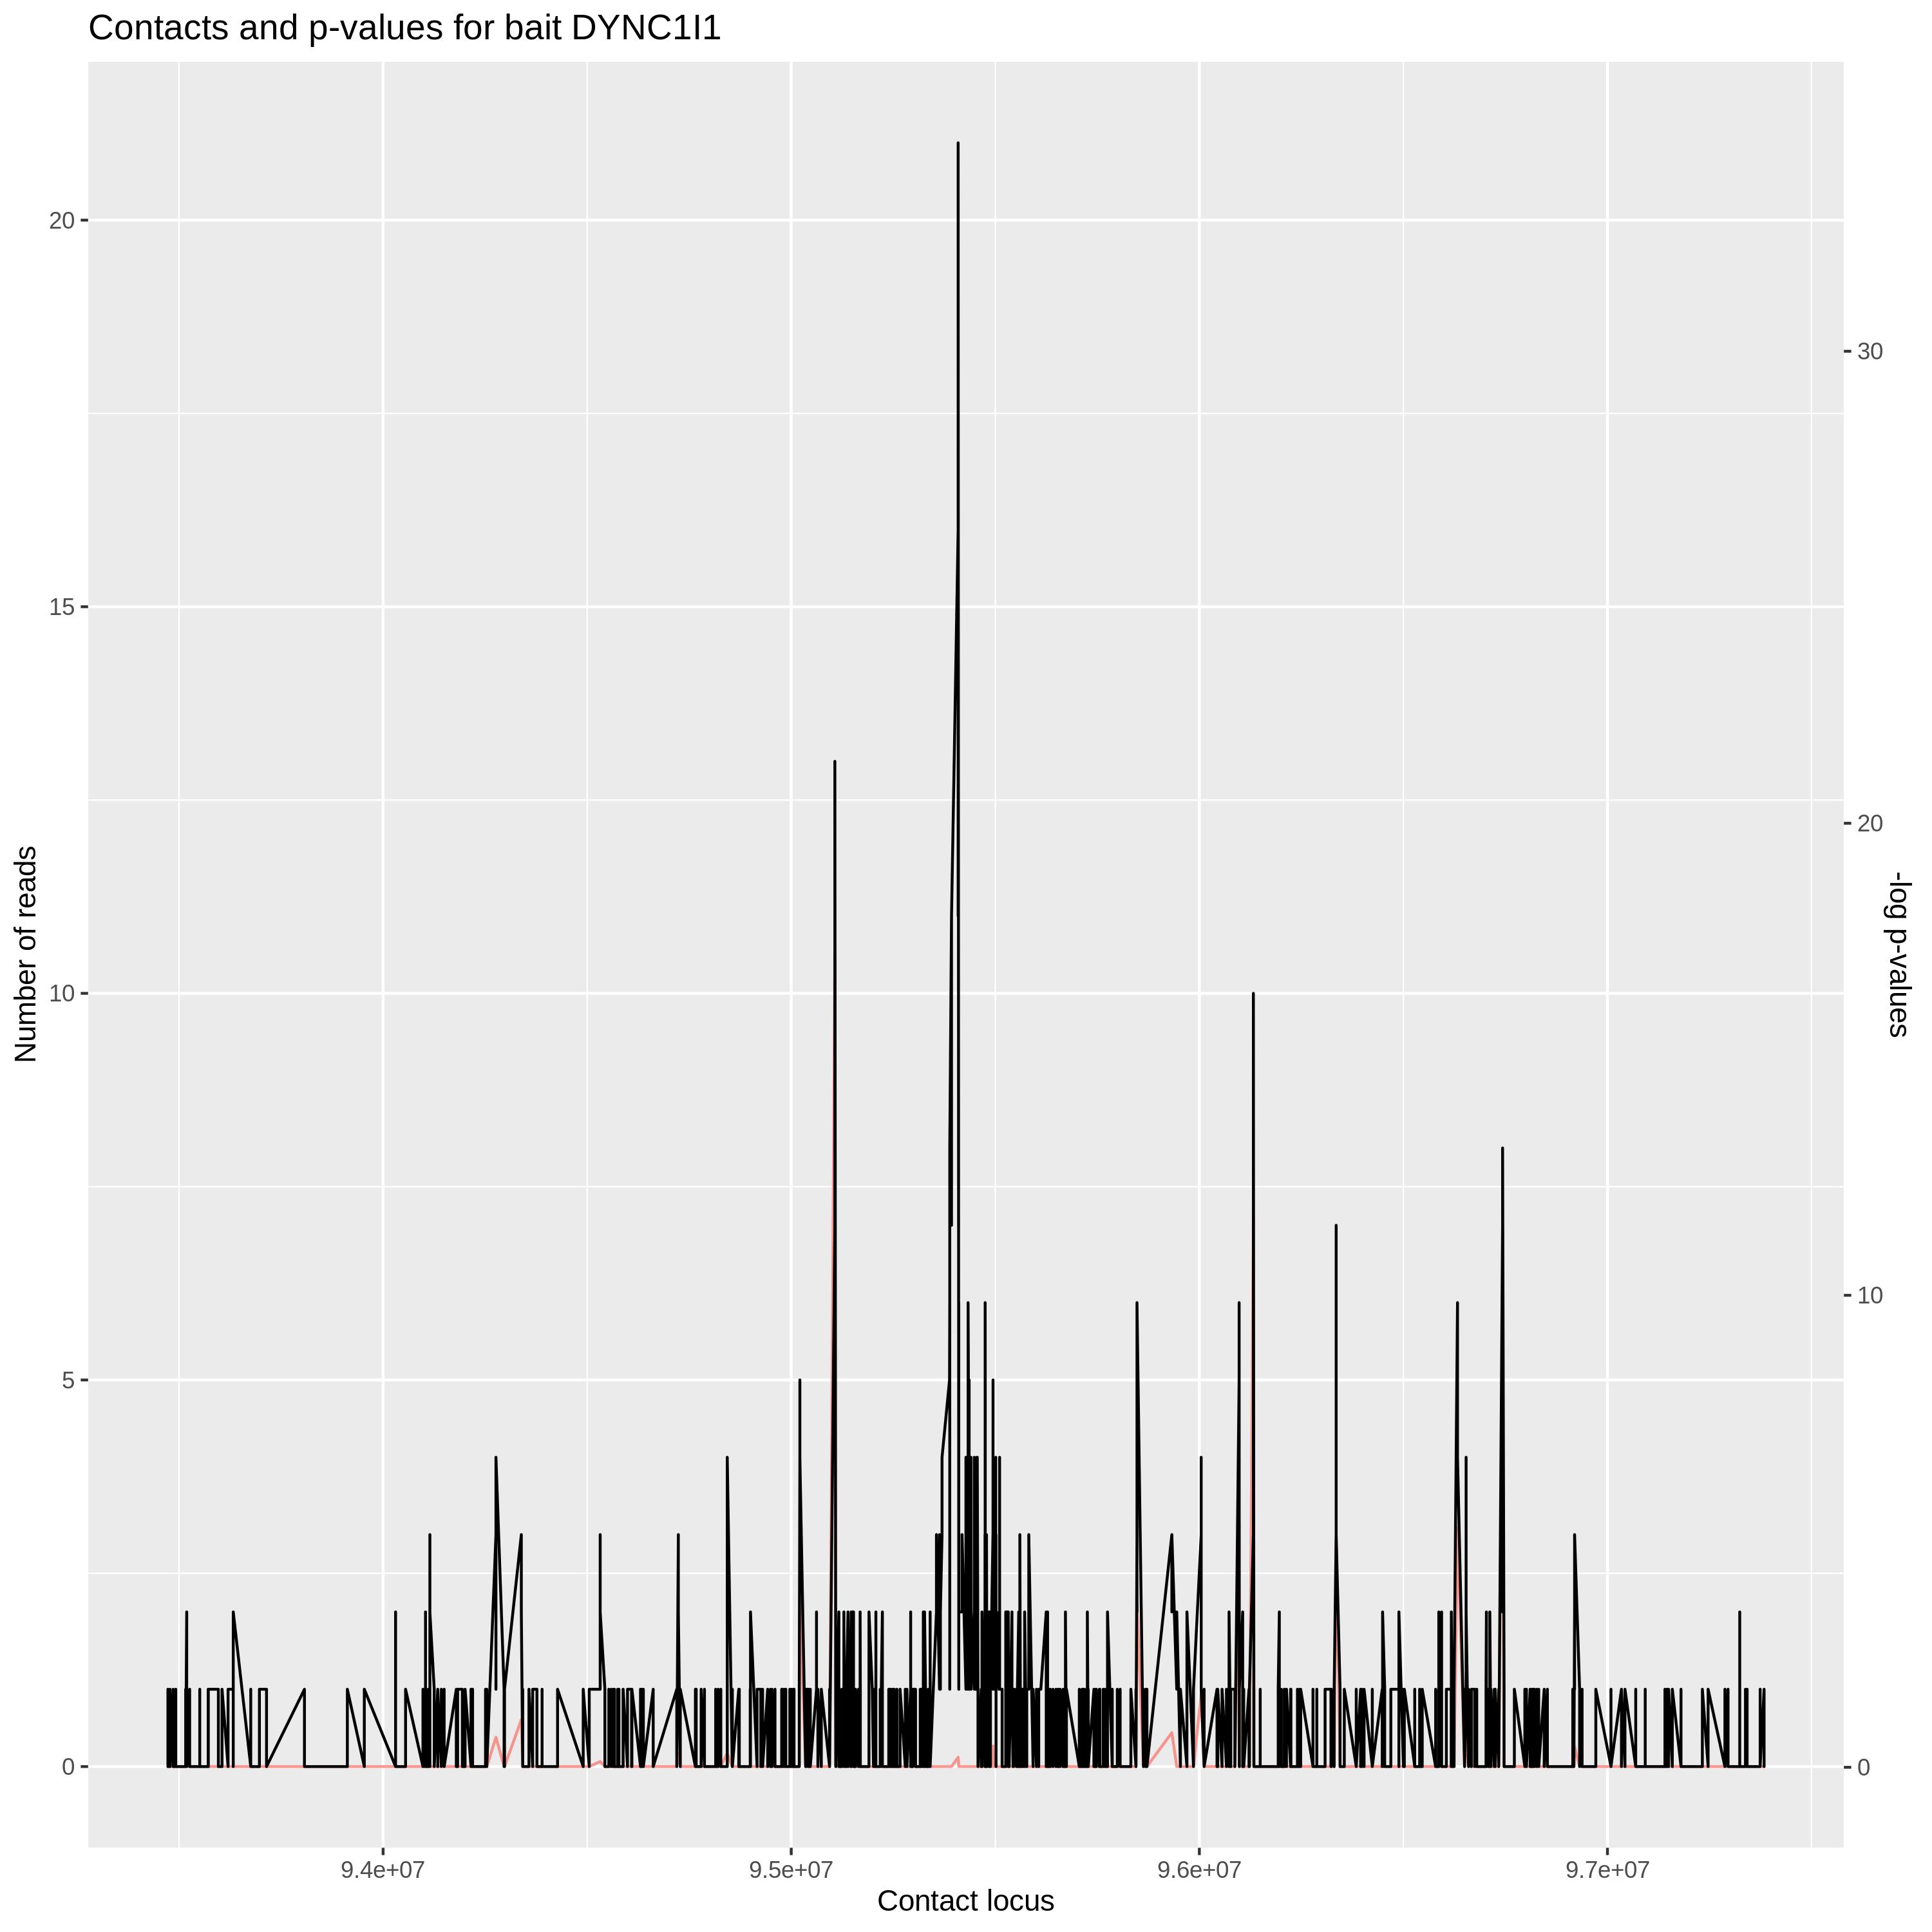 Contacts and p-values for bait DYNC1I1
Number of reads
20
15
10
5
0
30
20
10
0
-log p-values
9.4e+07 9.5e+07 9.6e+07 9.7e+07
Contact locus